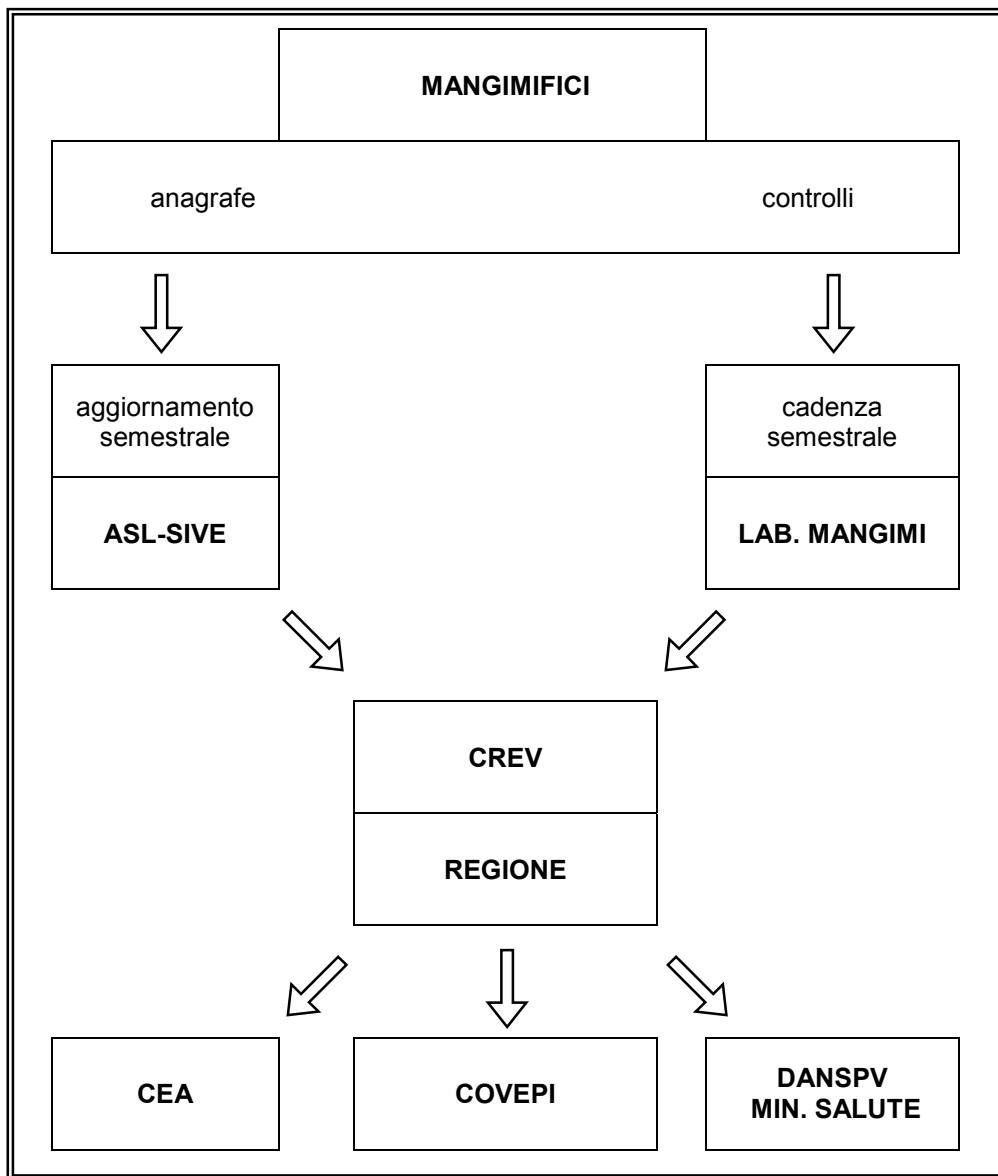 MANGIMIFICI
anagrafe controlli
aggiornamento
semestrale
cadenza
semestrale
ASL-SIVE
LAB. MANGIMI
CREV
REGIONE
CEA
COVEPI
DANSPV
MIN. SALUTE